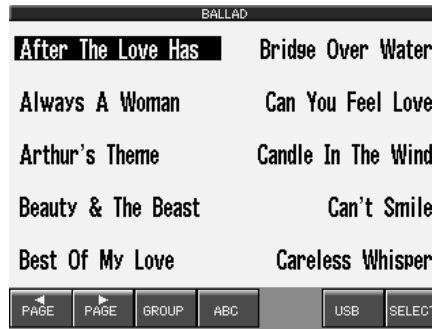 BALLAD
After The Love Has
Bridge Over Water
Always A Woman
Can You Feel Love
Arthur's Theme
Candle In The Wind
Beauty & The Beast
Can't Smile
Best Of My Love
Careless Whisper
PAGE PAGE GROUP ABC USB SELECT